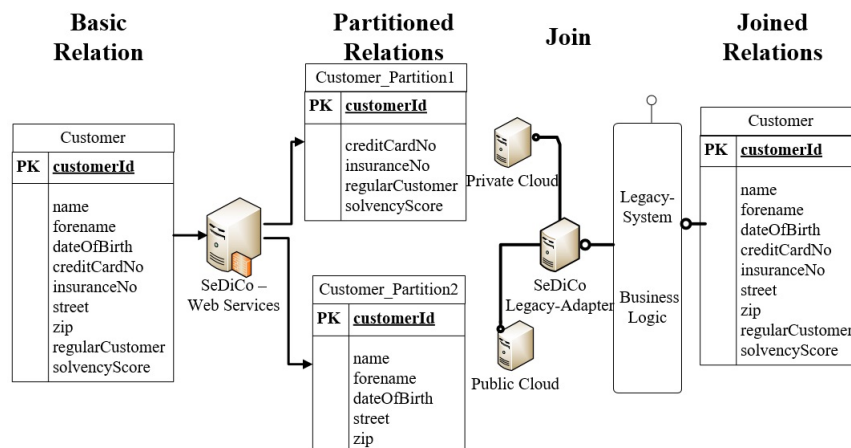 Basic
Relation
Partitioned
Relations
Join
Joined
Relations
Customer
PK customerId
name
forename
dateOfBirth
creditCardNo
insuranceNo
street
zip
regularCustomer
solvencyScore
SeDiCo –
Web Services
Customer_Partition1
PK customerId
creditCardNo
insuranceNo
regularCustomer
solvencyScore
Customer_Partition2
PK customerId
name
forename
dateOfBirth
street
zip
Private Cloud
SeDiCo
Legacy-Adapter
Public Cloud
Legacy-
System
Business
Logic
Customer
PK customerId
name
forename
dateOfBirth
creditCardNo
insuranceNo
street
zip
regularCustomer
solvencyScore